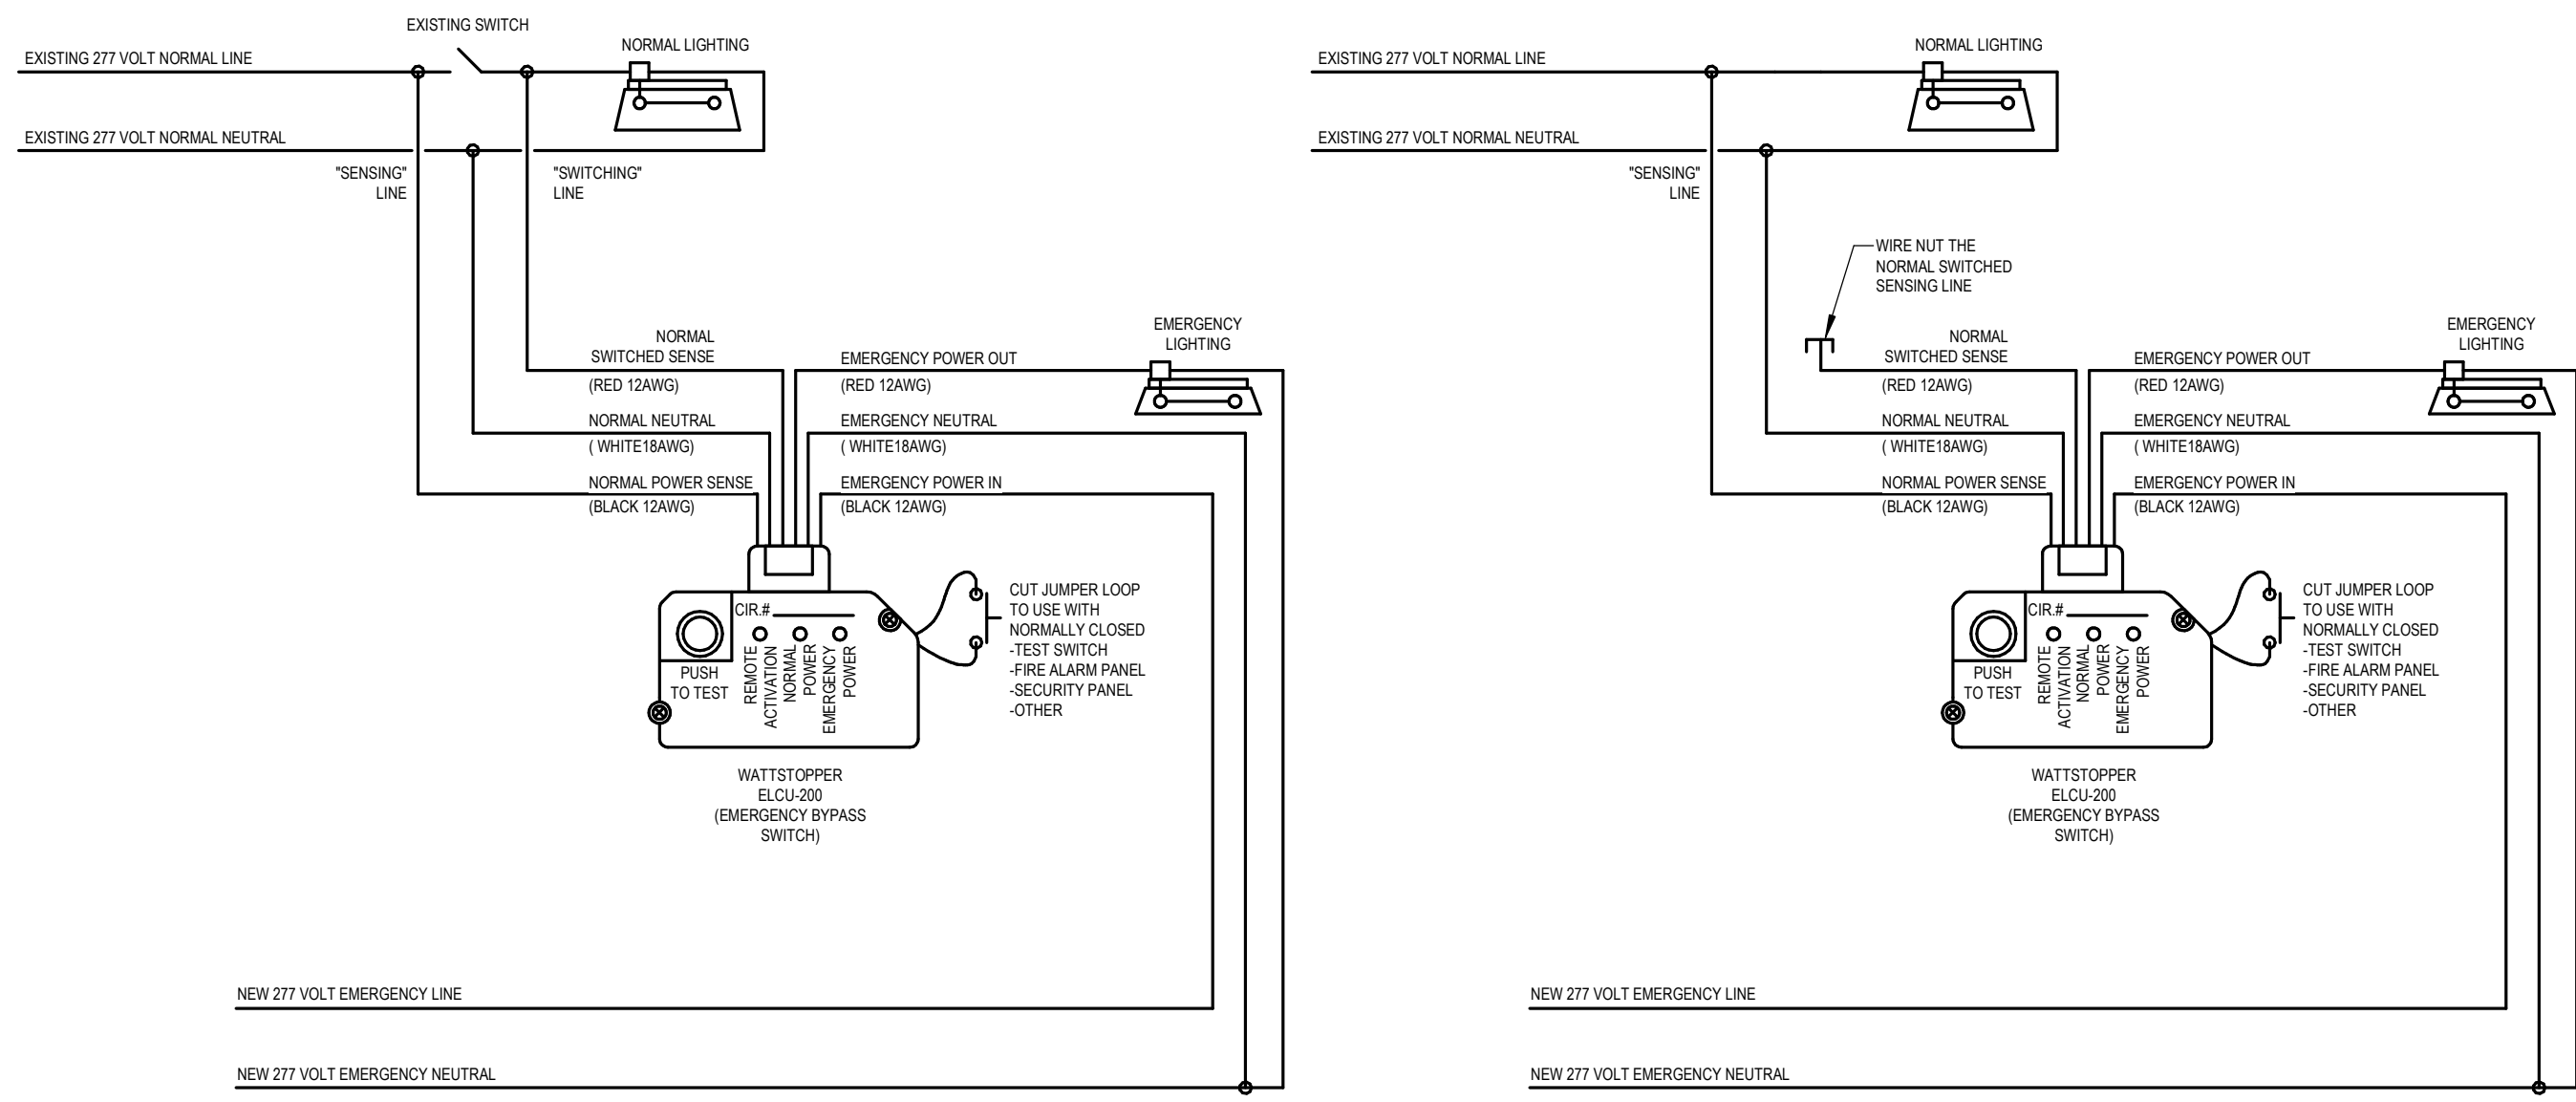 EXISTING SWITCH
NORMAL LIGHTING
EXISTING 277 VOLT NORMAL LINE
EXISTING 277 VOLT NORMAL NEUTRAL
"SENSING"
LINE
"SWITCHING"
LINE
NORMAL
SWITCHED SENSE
(RED 12AWG)
EMERGENCY POWER OUT
(RED 12AWG)
EMERGENCY
LIGHTING
NORMAL NEUTRAL
( WHITE18AWG)
EMERGENCY NEUTRAL
( WHITE18AWG)
NORMAL POWER SENSE
(BLACK 12AWG)
EMERGENCY POWER IN
(BLACK 12AWG)
CIR.#
PUSH
TO TEST
REMOTE
ACTIVATION
NORMAL
POWER
EMERGENCY
POWER
CUT JUMPER LOOP
TO USE WITH
NORMALLY CLOSED
-TEST SWITCH
-FIRE ALARM PANEL
-SECURITY PANEL
-OTHER
WATTSTOPPER
ELCU-200
(EMERGENCY BYPASS
SWITCH)
NEW 277 VOLT EMERGENCY LINE
NEW 277 VOLT EMERGENCY NEUTRAL
NORMAL LIGHTING
EXISTING 277 VOLT NORMAL LINE
EXISTING 277 VOLT NORMAL NEUTRAL
"SENSING"
LINE
WIRE NUT THE
NORMAL SWITCHED
SENSING LINE
NORMAL
SWITCHED SENSE
(RED 12AWG)
EMERGENCY POWER OUT
(RED 12AWG)
EMERGENCY
LIGHTING
NORMAL NEUTRAL
( WHITE18AWG)
EMERGENCY NEUTRAL
( WHITE18AWG)
NORMAL POWER SENSE
(BLACK 12AWG)
EMERGENCY POWER IN
(BLACK 12AWG)
CIR.#
PUSH
TO TEST
REMOTE
ACTIVATION
NORMAL
POWER
EMERGENCY
POWER
CUT JUMPER LOOP
TO USE WITH
NORMALLY CLOSED
-TEST SWITCH
-FIRE ALARM PANEL
-SECURITY PANEL
-OTHER
WATTSTOPPER
ELCU-200
(EMERGENCY BYPASS
SWITCH)
NEW 277 VOLT EMERGENCY LINE
NEW 277 VOLT EMERGENCY NEUTRAL